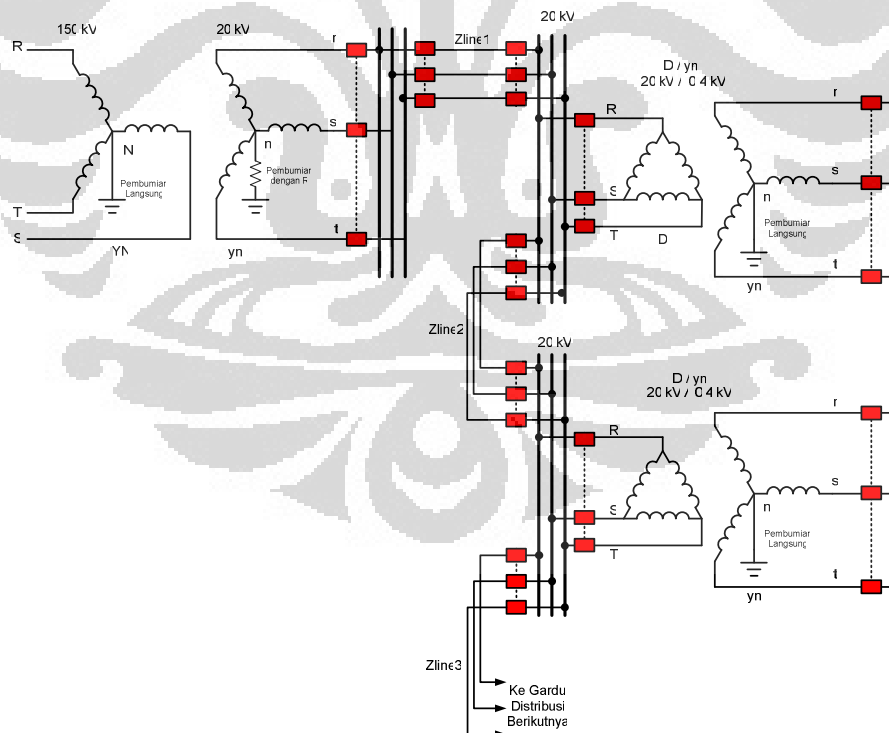 150 kV
20 kV
20 kV
R
r
Zline1
D / yn
20 kV / 0.4 kV
r
R
s
N
n
Pembumian Langsung
Pembumian dengan R
S
s
n
Pembumian Langsung
T
S
t
YN
yn
T
D
t
yn
Zline2
20 kV
D / yn
20 kV / 0.4 kV
r
R
S
s
n
Pembumian Langsung
T
t
yn
Zline3
Ke Gardu
Distribusi
Berikutnya